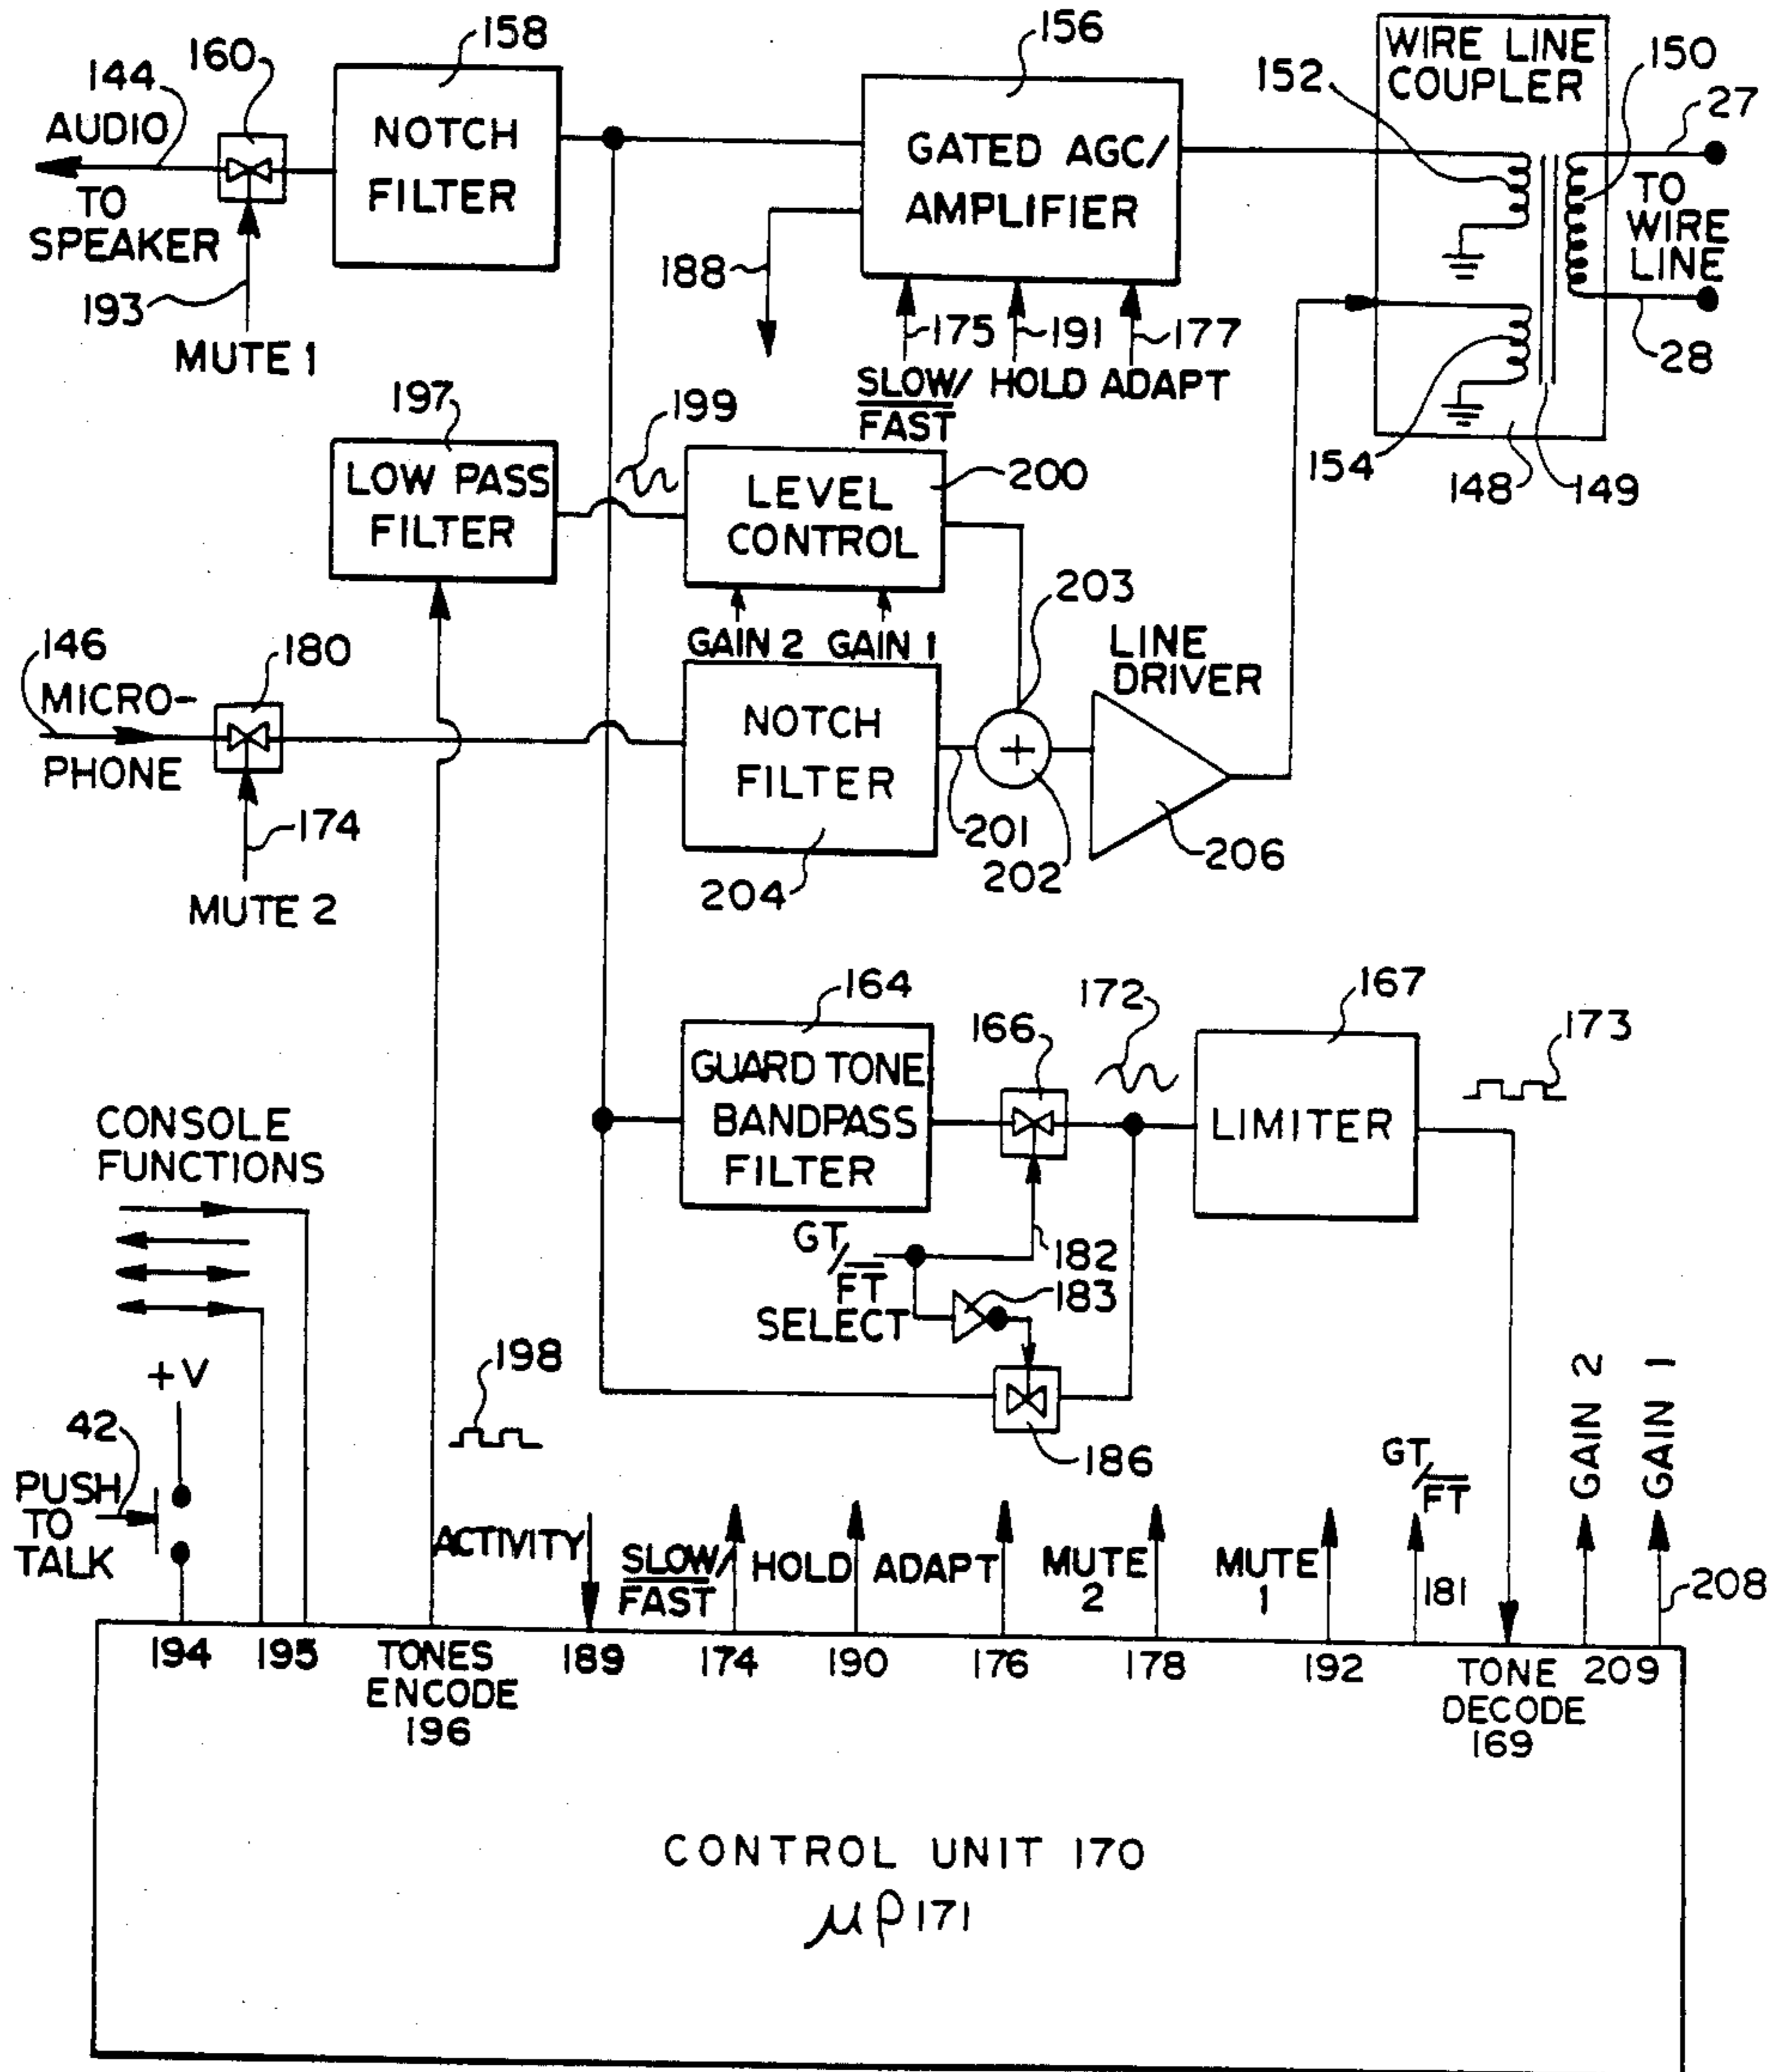 158
156
WIRE LINE
COUPLER
160
144
AUDIO
TO
SPEAKER
193
MUTE 1
NOTCH
FILTER
GATED AGC/
AMPLIFIER
188
175
191
177
SLOW/
FAST
HOLD
ADAPT
152
150
27
TO
WIRE
LINE
28
154
148
149
197
LOW PASS
FILTER
199
LEVEL
CONTROL
200
GAIN 2
GAIN 1
203
LINE
DRIVER
146
MICRO-
PHONE
180
174
MUTE 2
NOTCH
FILTER
204
201
202
206
164
GUARD TONE
BANDPASS
FILTER
166
172
167
LIMITER
173
GT/
FT
SELECT
182
183
186
CONSOLE
FUNCTIONS
+V
42
PUSH
TO
TALK
198
ACTIVITY
SLOW/
FAST
HOLD
ADAPT
MUTE
2
MUTE
1
GT/
FT
181
GAIN 2
GAIN 1
208
194
195
TONES
ENCODE
196
189
174
190
176
178
192
TONE
DECODE
169
209
CONTROL UNIT 170
μP 171